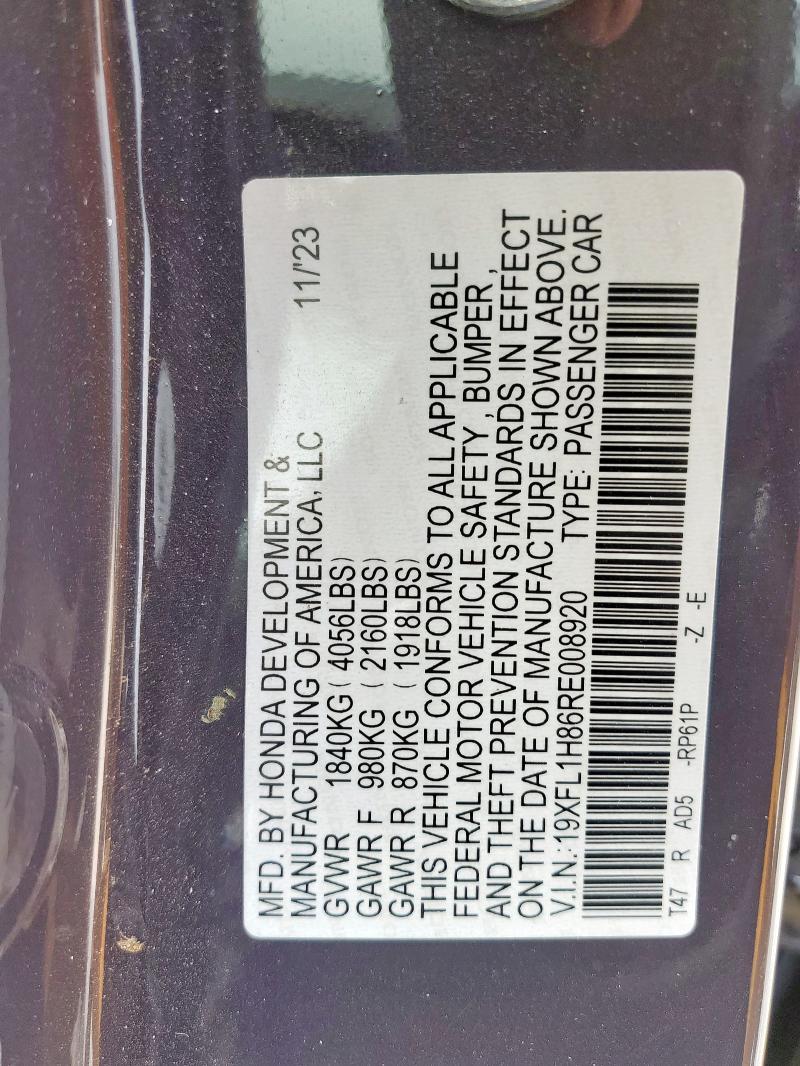 MFD. BY HONDA DEVELOPMENT &
MANUFACTURING OF AMERICA, LLC 11/'23
GVWR 1840KG ( 4056LBS)
GAWR F 980KG ( 2160LBS)
GAWR R 870KG ( 1918LBS)
THIS VEHICLE CONFORMS TO ALL APPLICABLE
FEDERAL MOTOR VEHICLE SAFETY , BUMPER ,
AND THEFT PREVENTION STANDARDS IN EFFECT
ON THE DATE OF MANUFACTURE SHOWN ABOVE.
V.I.N.: 19XFL1H86RE008920 TYPE: PASSENGER CAR
T47 R AD5 -RP61P -Z -E